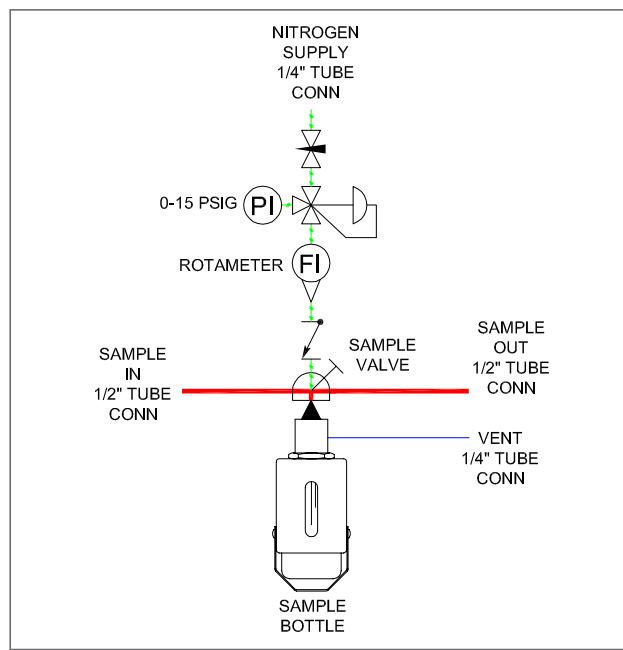 NITROGEN
SUPPLY
1/4" TUBE
CONN
0-15 PSIG
PI
ROTAMETER
FI
SAMPLE
VALVE
SAMPLE
IN
1/2" TUBE
CONN
SAMPLE
OUT
1/2" TUBE
CONN
VENT
1/4" TUBE
CONN
SAMPLE
BOTTLE